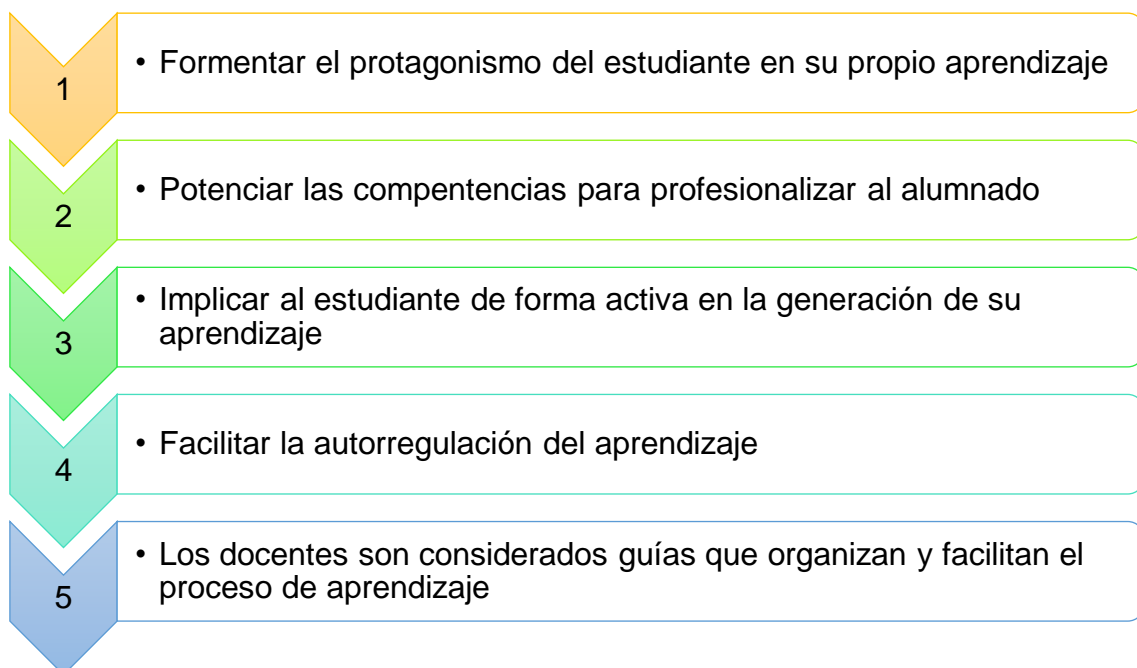 1
• Formentar el protagonismo del estudiante en su propio aprendizaje
2
• Potenciar las compentencias para profesionalizar al alumnado
3
• Implicar al estudiante de forma activa en la generación de su
aprendizaje
4
• Facilitar la autorregulación del aprendizaje
5
• Los docentes son considerados guías que organizan y facilitan el
proceso de aprendizaje